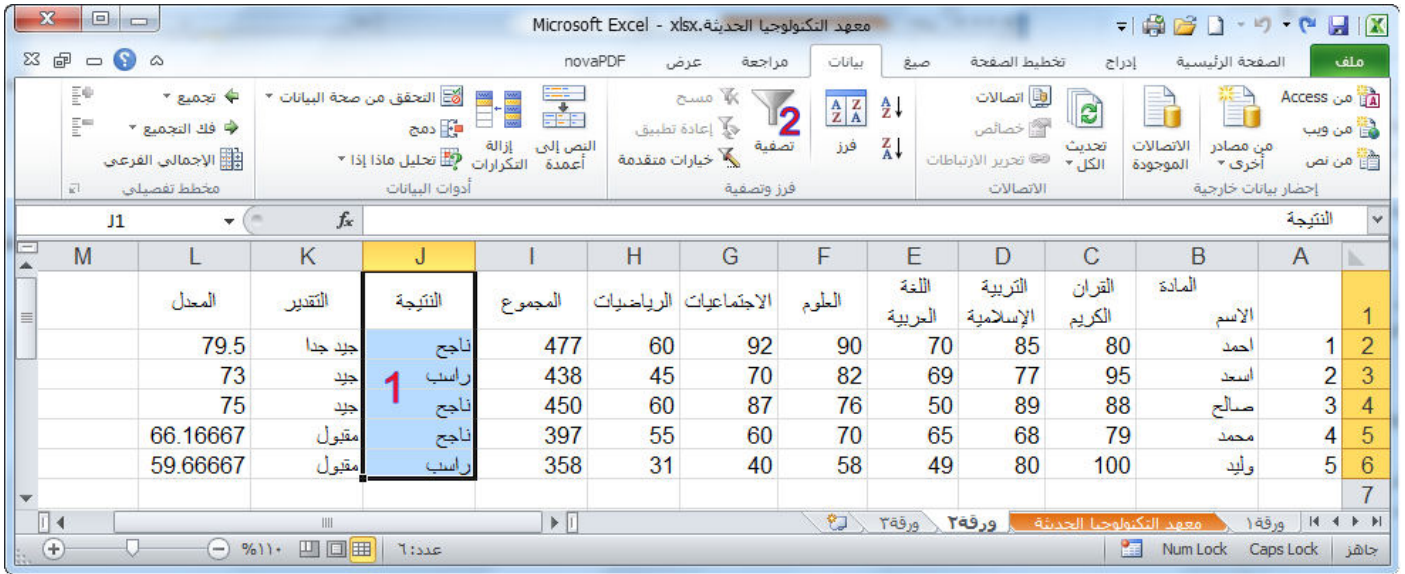 معهد التكنولوجيا الحديثة.xlsx - Microsoft Excel
ملف الصفحة الرئيسية إدراج تخطيط الصفحة صيغ بيانات مراجعة عرض novaPDF
من Access
من ويب
من نص
من مصادر أخرى
الاتصالات الموجودة
إحضار بيانات خارجية
تحديث الكل
اتصالات
خصائص
تحرير الارتباطات
الاتصالات
فرز
تصفية
2
مسح
إعادة تطبيق
خيارات متقدمة
فرز وتصفية
النص إلى أعمدة
إزالة التكرارات
التحقق من صحة البيانات
دمج
تحليل ماذا إذا
أدوات البيانات
تجميع
فك التجميع
الإجمالي الفرعي
مخطط تفصيلي
J1 fx النتيجة
A B C D E F G H I J K L M
1 المادة الاسم القران الكريم التربية الإسلامية اللغة العربية العلوم الاجتماعيات الرياضيات المجموع النتيجة التقدير المعدل
2 1 احمد 80 85 70 90 92 60 477 ناجح جيد جدا 79.5
3 2 اسعد 95 77 69 82 70 45 438 راسب جيد 73
1
4 3 صالح 88 89 50 76 87 60 450 ناجح جيد 75
5 4 محمد 79 68 65 70 60 55 397 ناجح مقبول 66.16667
6 5 وليد 100 80 49 58 40 31 358 راسب مقبول 59.66667
7
ورقة١ معهد التكنولوجيا الحديثة ورقة٢ ورقة٣
جاهز Caps Lock Num Lock عدد: ٦ ١١٠%